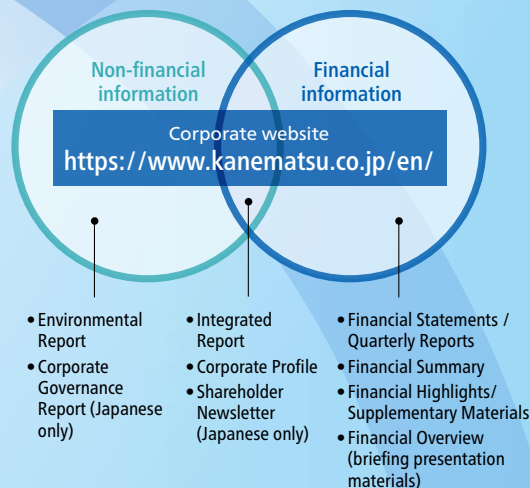 Non-financial
information
Financial
information
Corporate website
https://www.kanematsu.co.jp/en/
• Environmental
Report
• Corporate
Governance
Report (Japanese
only)
• Integrated
Report
• Corporate Profile
• Shareholder
Newsletter
(Japanese only)
• Financial Statements /
Quarterly Reports
• Financial Summary
• Financial Highlights/
Supplementary Materials
• Financial Overview
(briefing presentation
materials)